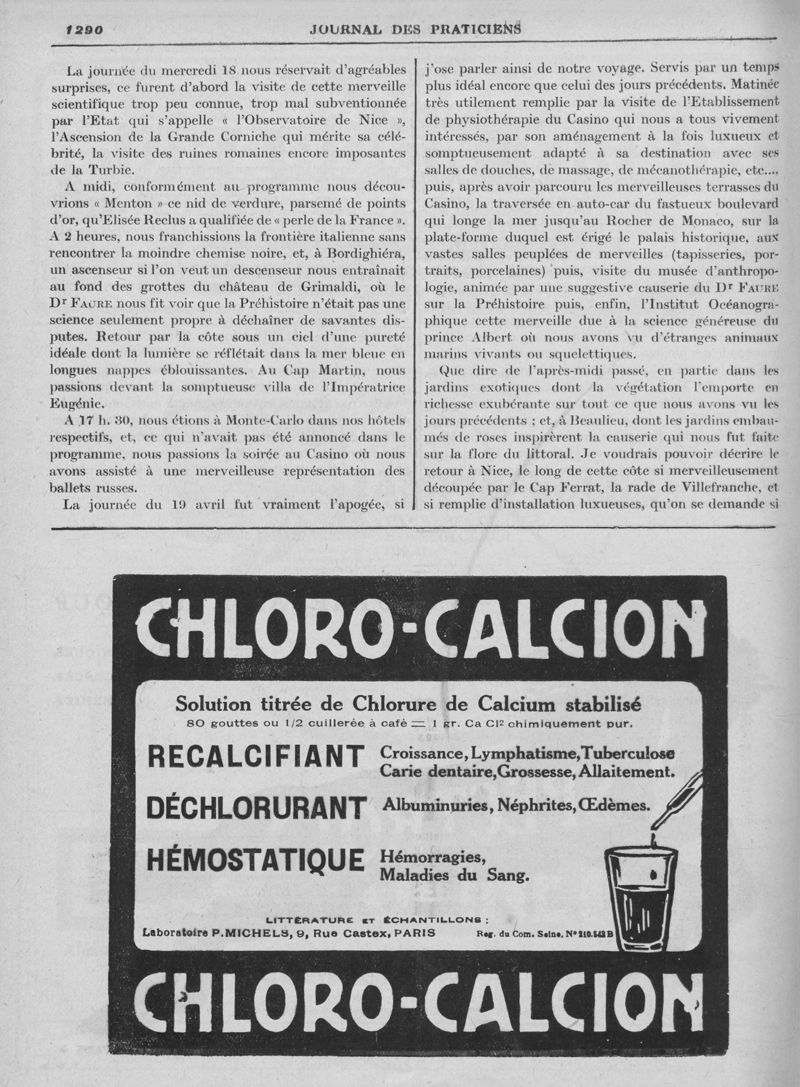 1290
JOURNAL DES PRATICIENS
La journée du mercredi 18 nous réservait d'agréables
surprises, ce furent d'abord la visite de cette merveille
scientifique trop peu connue, trop mal subventionnée
par l'Etat qui s'appelle « l'Observatoire de Nice »,
l'Ascension de la Grande Corniche qui mérite sa célé-
brité, la visite des ruines romaines encore imposantes
de la Turbie.
A midi, conformément au programme nous décou-
vrions « Menton » ce nid de verdure, parsemé de points
d'or, qu'Elisée Reclus a qualifiée de « perle de la France ».
A 2 heures, nous franchissions la frontière italienne sans
rencontrer la moindre chemise noire, et, à Bordighiéra,
un ascenseur si l'on veut un descenseur nous entraînait
au fond des grottes du château de Grimaldi, où le
Dr FAURE nous fit voir que la Préhistoire n'était pas une
science seulement propre à déchaîner de savantes dis-
putes. Retour par la côte sous un ciel d'une pureté
idéale dont la lumière se réflétait dans la mer bleue en
longues nappes éblouissantes. Au Cap Martin, nous
passions devant la somptueuse villa de l'Impératrice
Eugénie.
A 17 h. 30, nous étions à Monte-Carlo dans nos hôtels
respectifs, et, ce qui n'avait pas été annoncé dans le
programme, nous passions la soirée au Casino où nous
avons assisté à une merveilleuse représentation des
ballets russes.
La journée du 19 avril fut vraiment l'apogée, si
j'ose parler ainsi de notre voyage. Servis par un temps
plus idéal encore que celui des jours précédents. Matinée
très utilement remplie par la visite de l'Etablissement
de physiothérapie du Casino qui nous a tous vivement
intéressés, par son aménagement à la fois luxueux et
somptueusement adapté à sa destination avec ses
salles de douches, de massage, de mécanothérapie, etc...,
puis, après avoir parcouru les merveilleuses terrasses du
Casino, la traversée en auto-car du fastueux boulevard
qui longe la mer jusqu'au Rocher de Monaco, sur la
plate-forme duquel est érigé le palais historique, aux
vastes salles peuplées de merveilles (tapisseries, por-
traits, porcelaines) puis, visite du musée d'anthropo-
logie, animée par une suggestive causerie du Dr FAURE
sur la Préhistoire puis, enfin, l'Institut Océanogra-
phique cette merveille due à la science généreuse du
prince Albert où nous avons vu d'étranges animaux
marins vivants ou squelettiques.
Que dire de l'après-midi passé, en partie dans les
jardins exotiques dont la végétation l'emporte en
richesse exubérante sur tout ce que nous avons vu les
jours précédents ; et, à Beaulieu, dont les jardins embau-
més de roses inspirèrent la causerie qui nous fut faite
sur la flore du littoral. Je voudrais pouvoir décrire le
retour à Nice, le long de cette côte si merveilleusement
découpée par le Cap Ferrat, la rade de Villefranche, et
si remplie d'installation luxueuses, qu'on se demande si
CHLORO-CALCION
Solution titrée de Chlorure de Calcium stabilisé
80 gouttes ou 1/2 cuillerée à café = 1 gr. Ca Cl² chimiquement pur.
RECALCIFIANT Croissance, Lymphatisme, Tuberculose
Carie dentaire, Grossesse, Allaitement.
DÉCHLORURANT Albuminuries, Néphrites, Œdèmes.
HÉMOSTATIQUE Hémorragies,
Maladies du Sang.
LITTÉRATURE ET ÉCHANTILLONS :
Laboratoire P. MICHELS, 9, Rue Castex, PARIS Reg. du Com. Seine, N° 210.542 B
CHLORO-CALCION